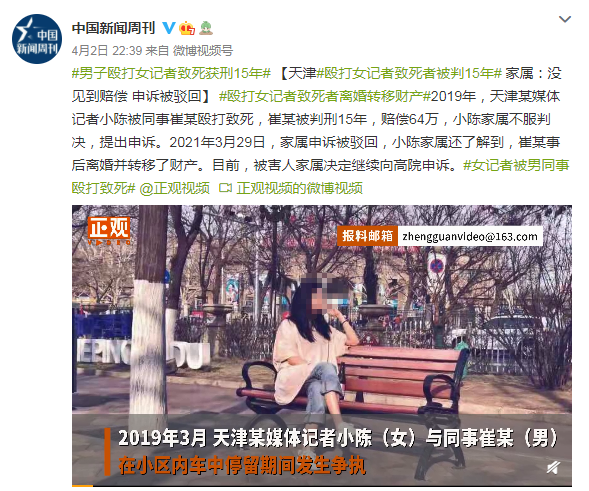 中国新闻周刊
中国
新闻周刊
4月2日 22:39 来自 微博视频号
#男子殴打女记者致死获刑15年# 【天津#殴打女记者致死者被判15年# 家属：没
见到赔偿 申诉被驳回】 #殴打女记者致死者离婚转移财产#2019年，天津某媒体
记者小陈被同事崔某殴打致死，崔某被判刑15年，赔偿64万，小陈家属不服判
决，提出申诉。2021年3月29日，家属申诉被驳回，小陈家属还了解到，崔某事
后离婚并转移了财产。目前，被害人家属决定继续向高院申诉。#女记者被男同事
殴打致死# @正观视频 正观视频的微博视频
正观
报料邮箱 zhengguanvideo@163.com
2019年3月 天津某媒体记者小陈（女）与同事崔某（男）
在小区内车中停留期间发生争执